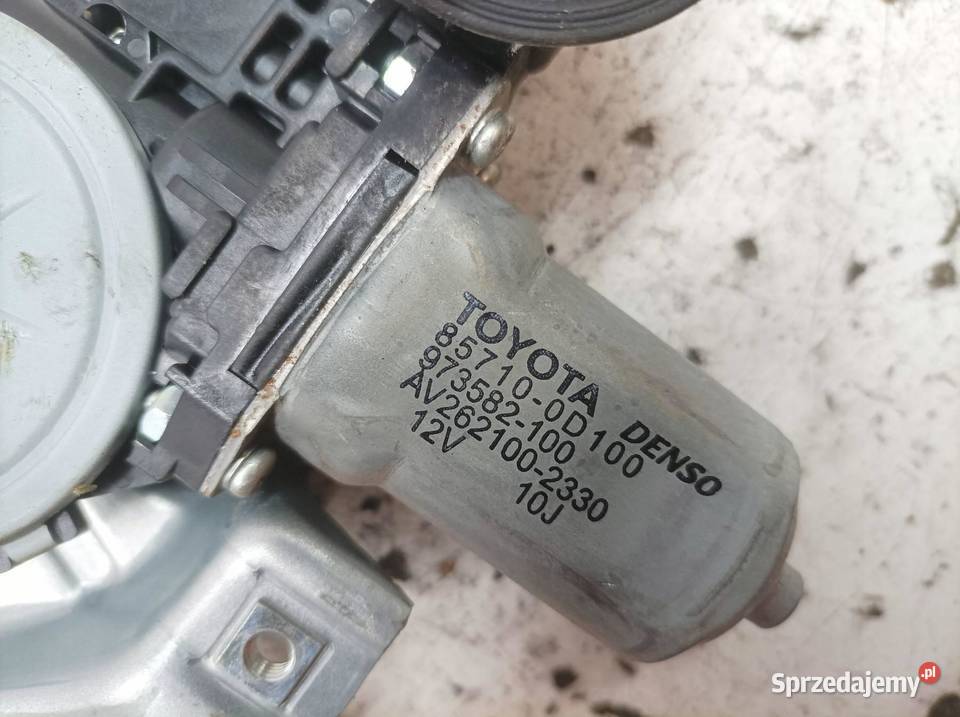 TOYOTA DENSO
85710-0D100
973582-100
AV262100-2330
12V 10J
Sprzedajemy.pl